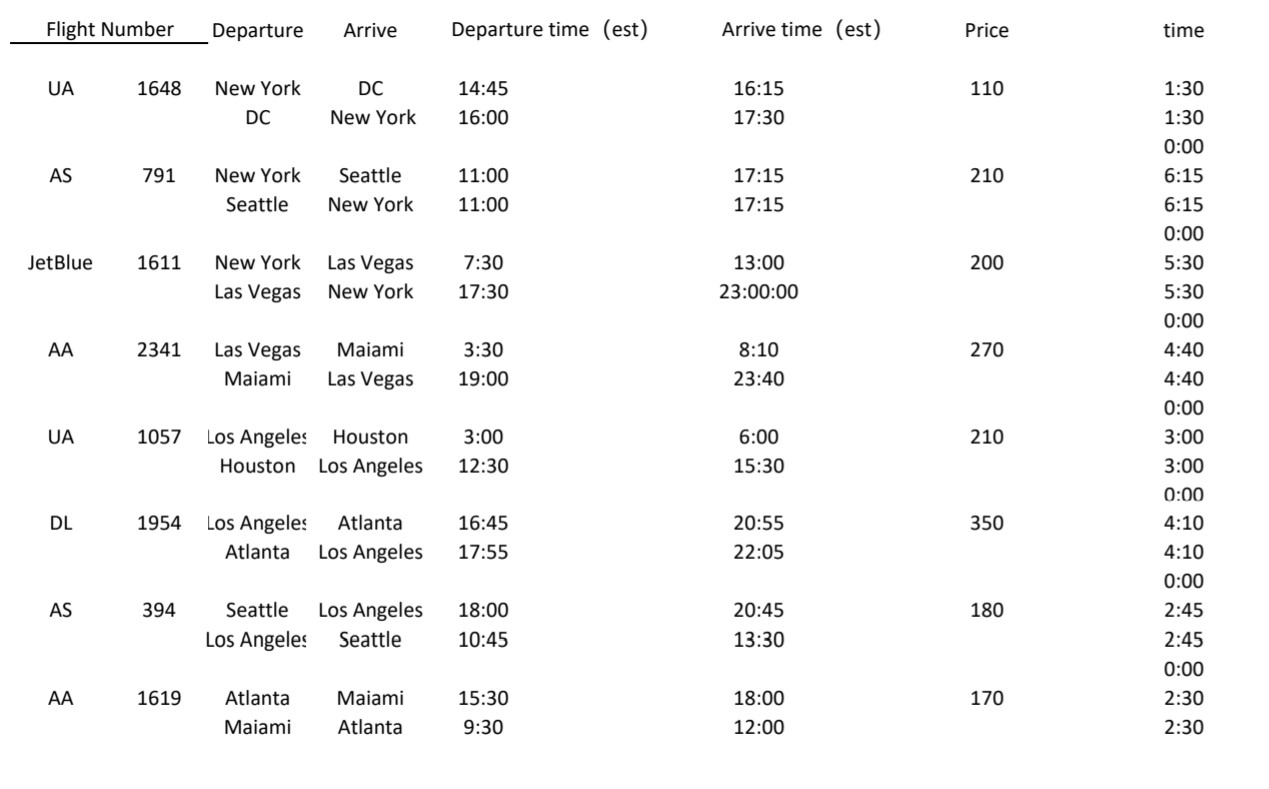 Flight Number Departure Arrive Departure time (est) Arrive time (est) Price time
UA 1648 New York DC 14:45 16:15 110 1:30
DC New York 16:00 17:30 1:30
0:00
AS 791 New York Seattle 11:00 17:15 210 6:15
Seattle New York 11:00 17:15 6:15
0:00
JetBlue 1611 New York Las Vegas 7:30 13:00 200 5:30
Las Vegas New York 17:30 23:00:00 5:30
0:00
AA 2341 Las Vegas Maiami 3:30 8:10 270 4:40
Maiami Las Vegas 19:00 23:40 4:40
0:00
UA 1057 Los Angeles Houston 3:00 6:00 210 3:00
Houston Los Angeles 12:30 15:30 3:00
0:00
DL 1954 Los Angeles Atlanta 16:45 20:55 350 4:10
Atlanta Los Angeles 17:55 22:05 4:10
0:00
AS 394 Seattle Los Angeles 18:00 20:45 180 2:45
Los Angeles Seattle 10:45 13:30 2:45
0:00
AA 1619 Atlanta Maiami 15:30 18:00 170 2:30
Maiami Atlanta 9:30 12:00 2:30